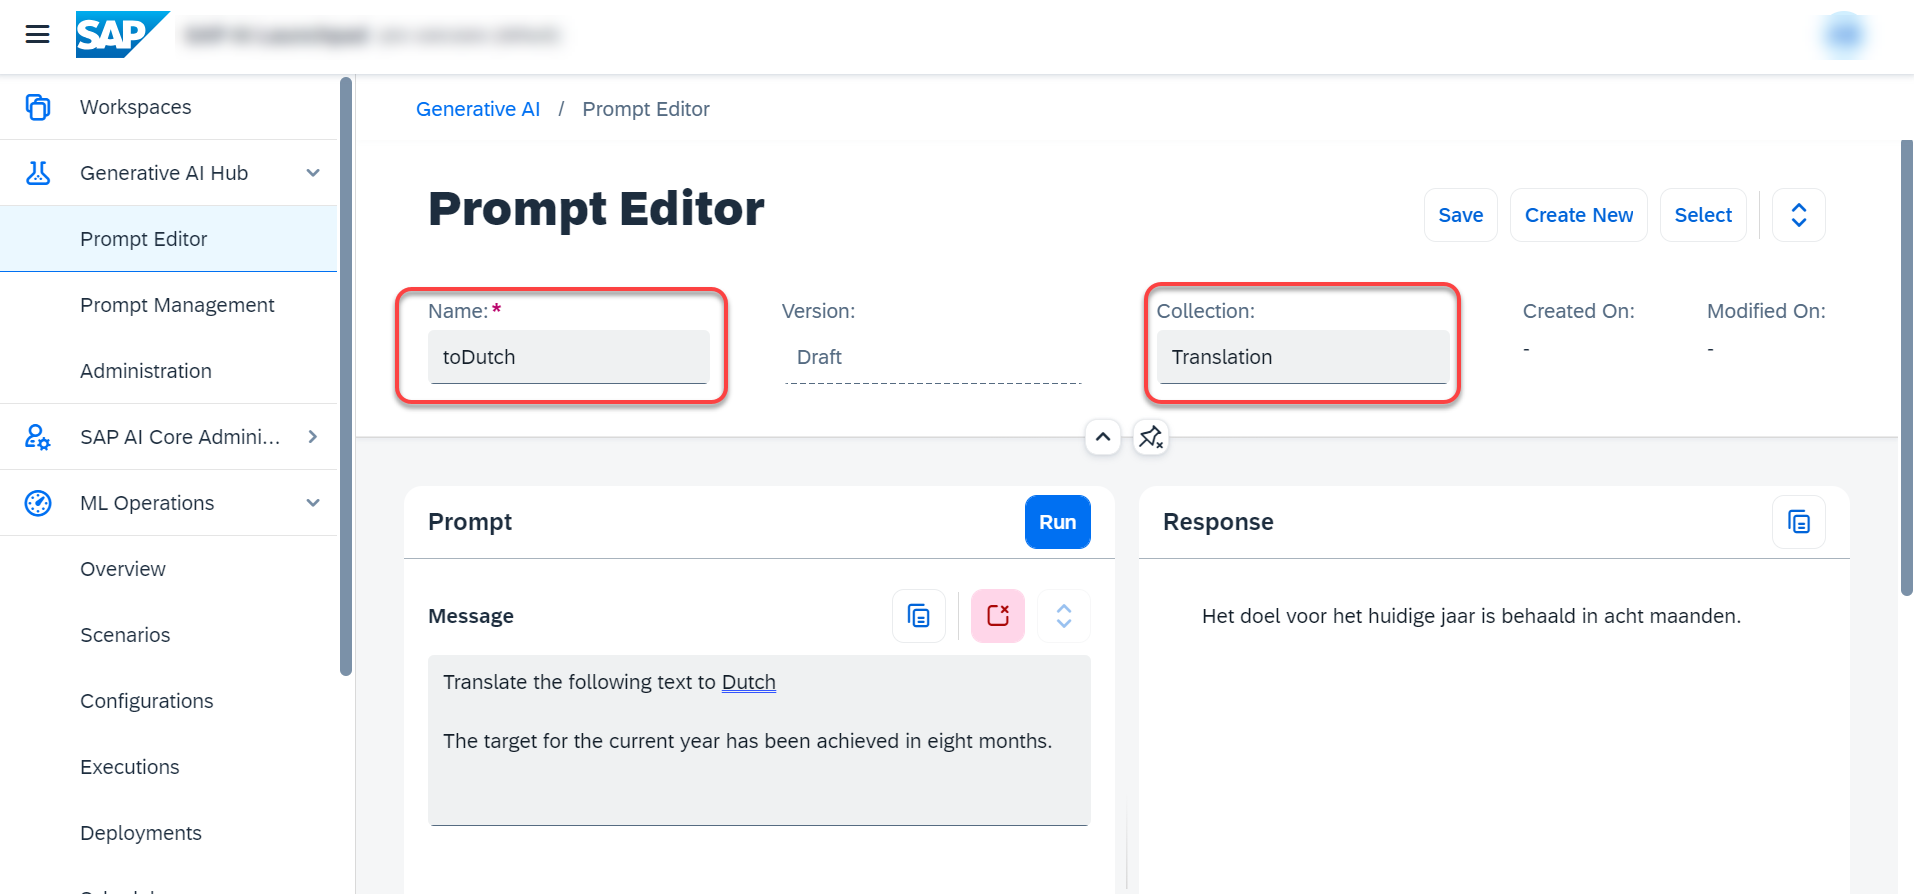 SAP
Workspaces
Generative AI Hub
Prompt Editor
Prompt Management
Administration
SAP AI Core Admini...
ML Operations
Overview
Scenarios
Configurations
Executions
Deployments
Generative AI / Prompt Editor
Prompt Editor
Save
Create New
Select
Name:*
toDutch
Version:
Draft
Collection:
Translation
Created On:
-
Modified On:
-
Prompt
Run
Message
Translate the following text to Dutch
The target for the current year has been achieved in eight months.
Response
Het doel voor het huidige jaar is behaald in acht maanden.